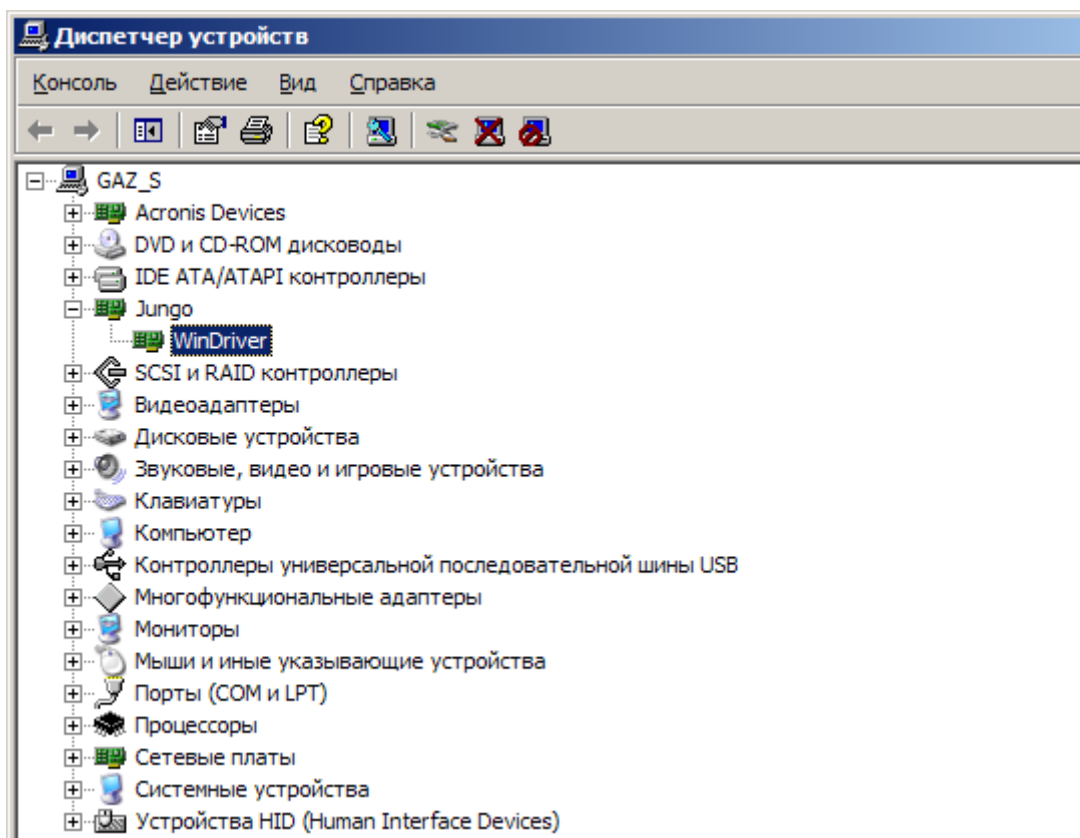 Диспетчер устройств
Консоль Действие Вид Справка
GAZ_S
Acronis Devices
DVD и CD-ROM дисководы
IDE ATA/ATAPI контроллеры
Jungo
WinDriver
SCSI и RAID контроллеры
Видеоадаптеры
Дисковые устройства
Звуковые, видео и игровые устройства
Клавиатуры
Компьютер
Контроллеры универсальной последовательной шины USB
Многофункциональные адаптеры
Мониторы
Мыши и иные указывающие устройства
Порты (COM и LPT)
Процессоры
Сетевые платы
Системные устройства
Устройства HID (Human Interface Devices)